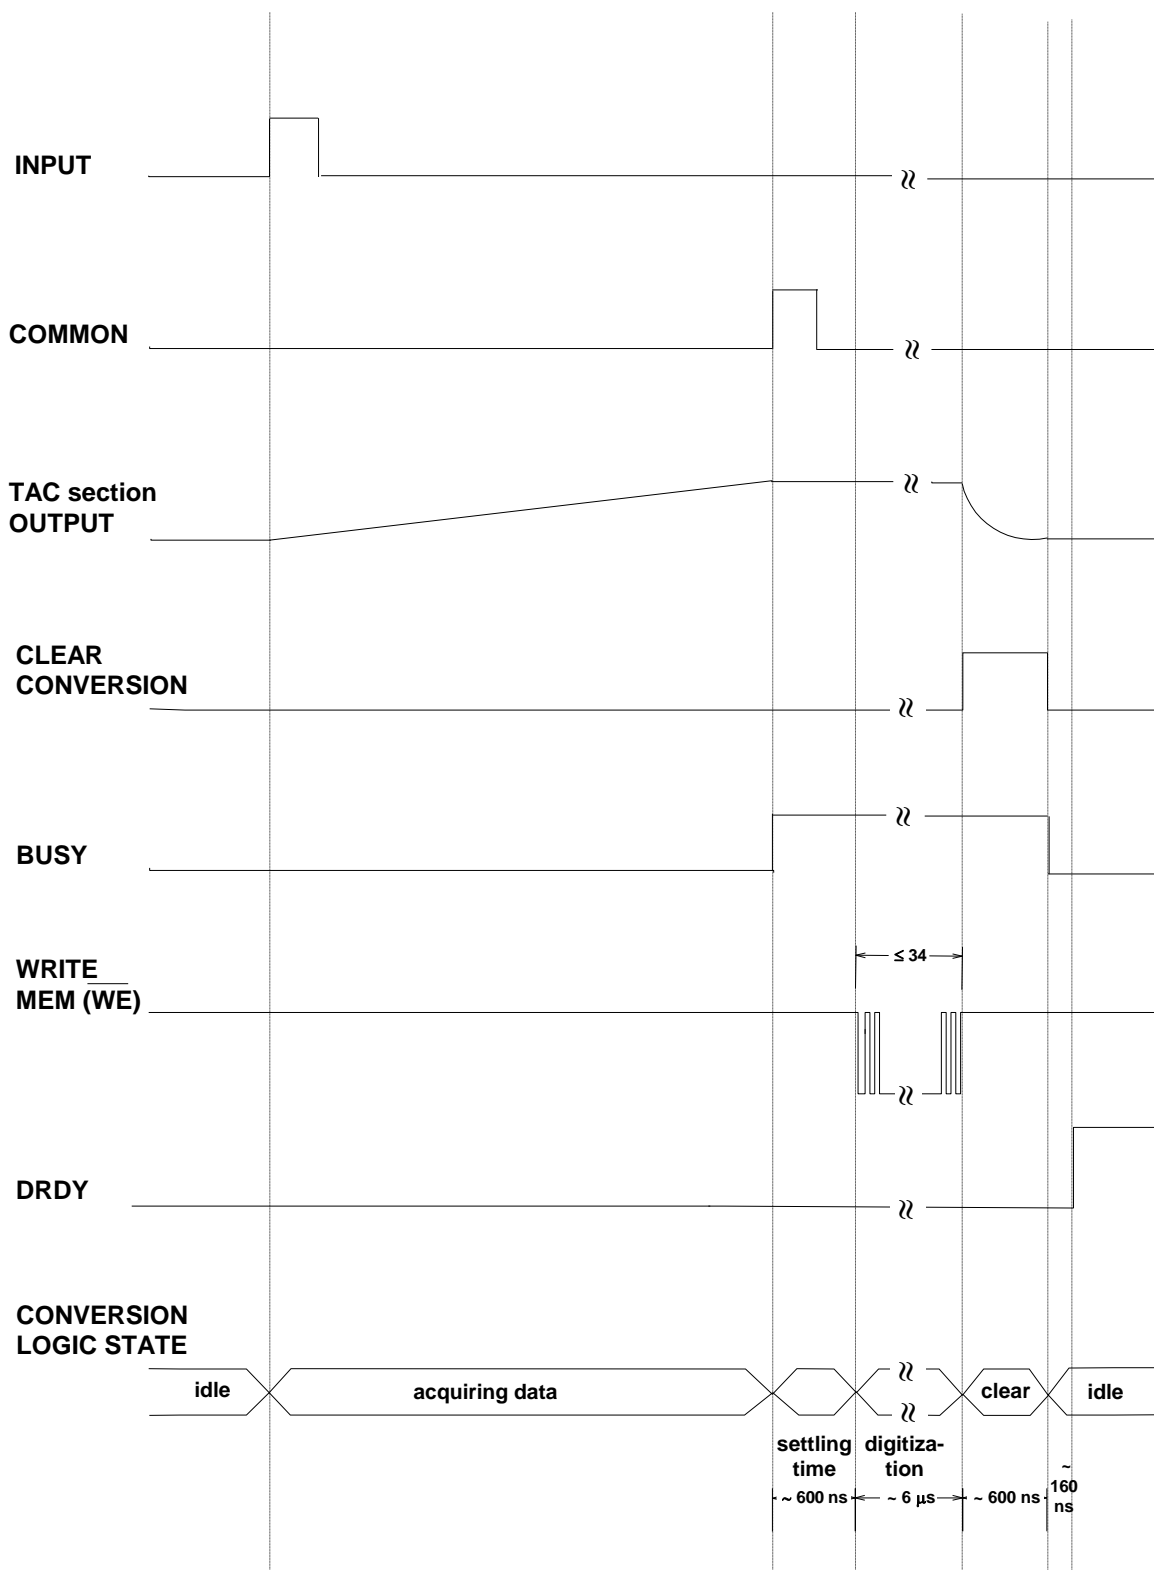 INPUT
COMMON
TAC section
OUTPUT
CLEAR
CONVERSION
BUSY
WRITE
MEM (W̅E̅)
≤ 34
DRDY
CONVERSION
LOGIC STATE
idle
acquiring data
clear
idle
settling
time
digitiza-
tion
~ 600 ns
~ 6 μs
~ 600 ns
~
160
ns